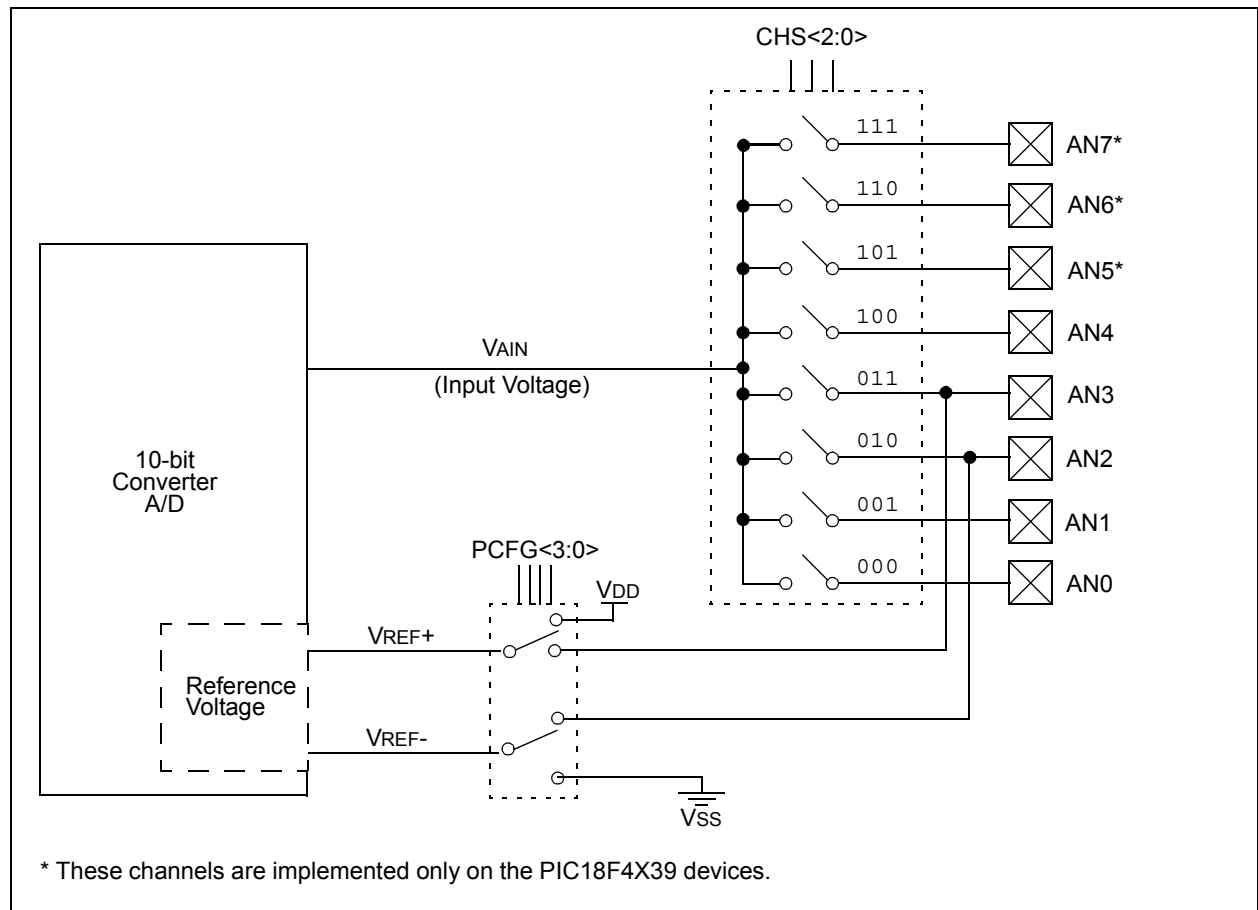 CHS<2:0>
111
AN7*
110
AN6*
101
AN5*
100
AN4
VAIN
(Input Voltage)
011
AN3
010
AN2
10-bit
Converter
A/D
001
AN1
PCFG<3:0>
000
AN0
VDD
VREF+
Reference
Voltage
VREF-
VSS
* These channels are implemented only on the PIC18F4X39 devices.